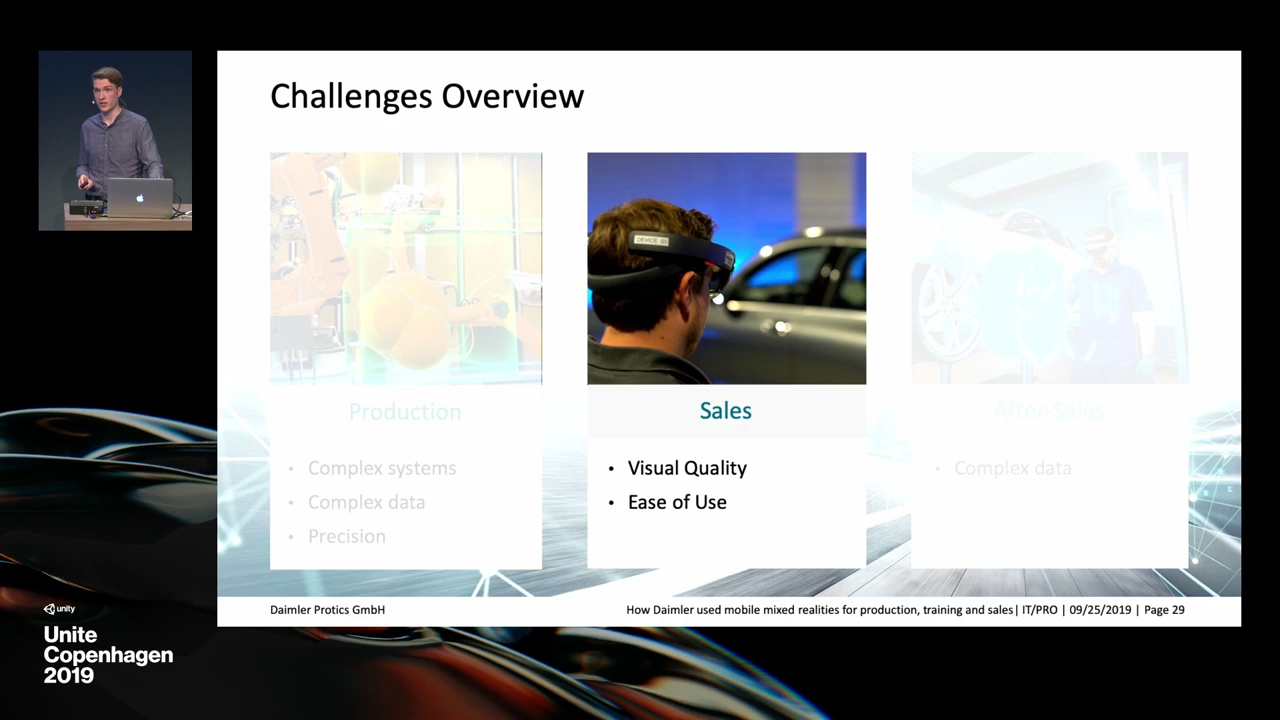 Challenges Overview
Production
Complex systems
Complex data
Precision
DEVICE 03
Sales
Visual Quality
Ease of Use
After-Sales
Complex data
Daimler Protics GmbH
How Daimler used mobile mixed realities for production, training and sales| IT/PRO | 09/25/2019 | Page 29
unity
Unite
Copenhagen
2019